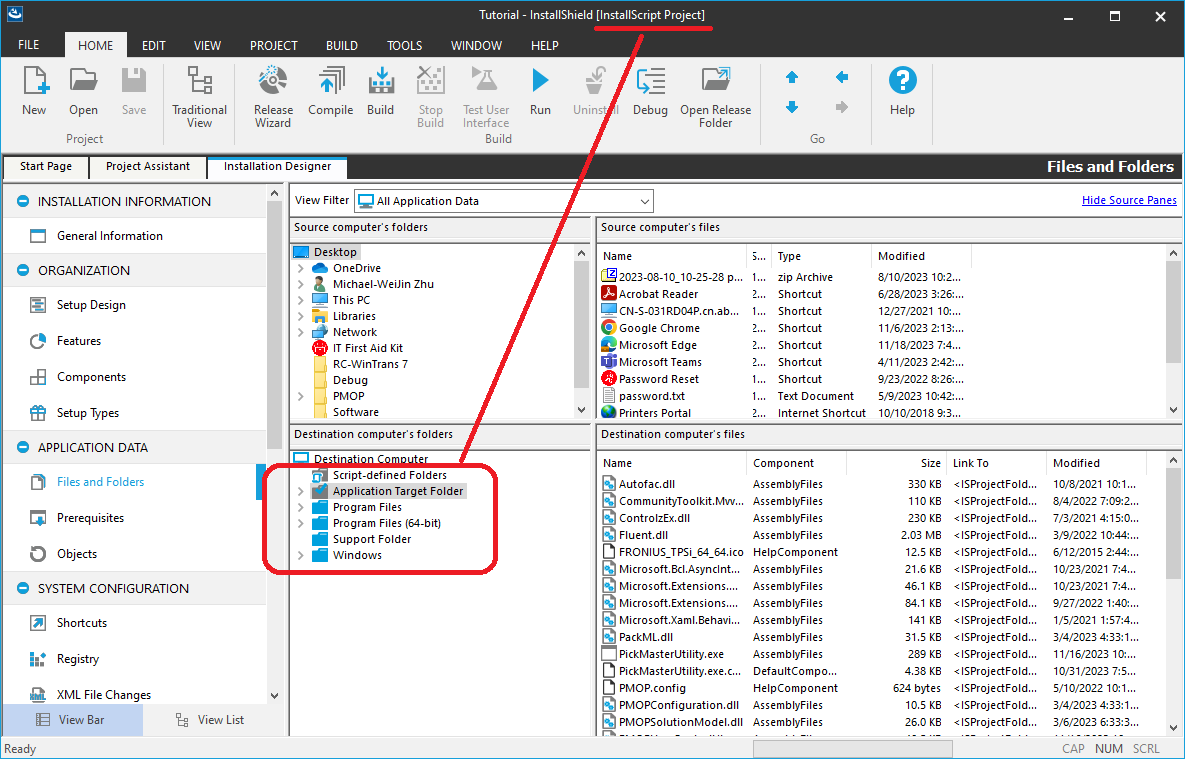 Tutorial - InstallShield [InstallScript Project]
FILE HOME EDIT VIEW PROJECT BUILD TOOLS WINDOW HELP
New Open Save
Project
Traditional View
Release Wizard
Compile
Build
Stop Build
Test User Interface
Run
Uninstall
Debug
Open Release Folder
Build
Go
Help
Start Page Project Assistant Installation Designer
Files and Folders
INSTALLATION INFORMATION
General Information
ORGANIZATION
Setup Design
Features
Components
Setup Types
APPLICATION DATA
Files and Folders
Prerequisites
Objects
SYSTEM CONFIGURATION
Shortcuts
Registry
XML File Changes
View Bar View List
View Filter All Application Data
Hide Source Panes
Source computer's folders
Desktop
OneDrive
Michael-WeiJin Zhu
This PC
Libraries
Network
IT First Aid Kit
RC-WinTrans 7
Debug
PMOP
Software
Source computer's files
Name S... Type Modified
2023-08-10_10-25-28 p... 1... zip Archive 8/10/2023 10:2...
Acrobat Reader 2... Shortcut 6/28/2023 3:26:...
CN-S-031RD04P.cn.ab... 2... Shortcut 12/27/2021 10:...
Google Chrome 2... Shortcut 11/6/2023 2:13:...
Microsoft Edge 2... Shortcut 11/18/2023 7:4...
Microsoft Teams 2... Shortcut 4/11/2023 2:42:...
Password Reset 1... Shortcut 9/23/2022 8:26:...
password.txt 1... Text Document 5/9/2023 10:42:...
Printers Portal 1... Internet Shortcut 10/10/2018 9:3...
Destination computer's folders
Destination Computer
Script-defined Folders
Application Target Folder
Program Files
Program Files (64-bit)
Support Folder
Windows
Destination computer's files
Name Component Size Link To Modified
Autofac.dll AssemblyFiles 330 KB <ISProjectFold... 10/8/2021 10:1...
CommunityToolkit.Mvv... AssemblyFiles 110 KB <ISProjectFold... 8/4/2022 7:09:2...
ControlzEx.dll AssemblyFiles 230 KB <ISProjectFold... 7/3/2021 4:15:0...
Fluent.dll AssemblyFiles 2.03 MB <ISProjectFold... 3/9/2022 10:44:...
FRONIUS_TPSi_64_64.ico HelpComponent 12.5 KB <ISProjectFold... 6/12/2015 2:44:...
Microsoft.Bcl.AsyncInt... AssemblyFiles 21.6 KB <ISProjectFold... 10/23/2021 7:4...
Microsoft.Extensions.... AssemblyFiles 46.1 KB <ISProjectFold... 10/23/2021 7:4...
Microsoft.Extensions.... AssemblyFiles 84.1 KB <ISProjectFold... 9/27/2022 1:40:...
Microsoft.Xaml.Behavi... AssemblyFiles 141 KB <ISProjectFold... 1/5/2021 1:57:4...
PackML.dll AssemblyFiles 31.5 KB <ISProjectFold... 3/4/2023 4:33:1...
PickMasterUtility.exe AssemblyFiles 289 KB <ISProjectFold... 11/16/2023 10:...
PickMasterUtility.exe.c... DefaultCompo... 4.38 KB <ISProjectFold... 10/31/2023 7:5...
PMOP.config HelpComponent 624 bytes <ISProjectFold... 5/10/2022 10:1...
PMOPConfiguration.dll AssemblyFiles 10.5 KB <ISProjectFold... 3/4/2023 4:33:1...
PMOPSolutionModel.dll AssemblyFiles 26.0 KB <ISProjectFold... 3/6/2023 6:33:3...
Ready
CAP NUM SCRL